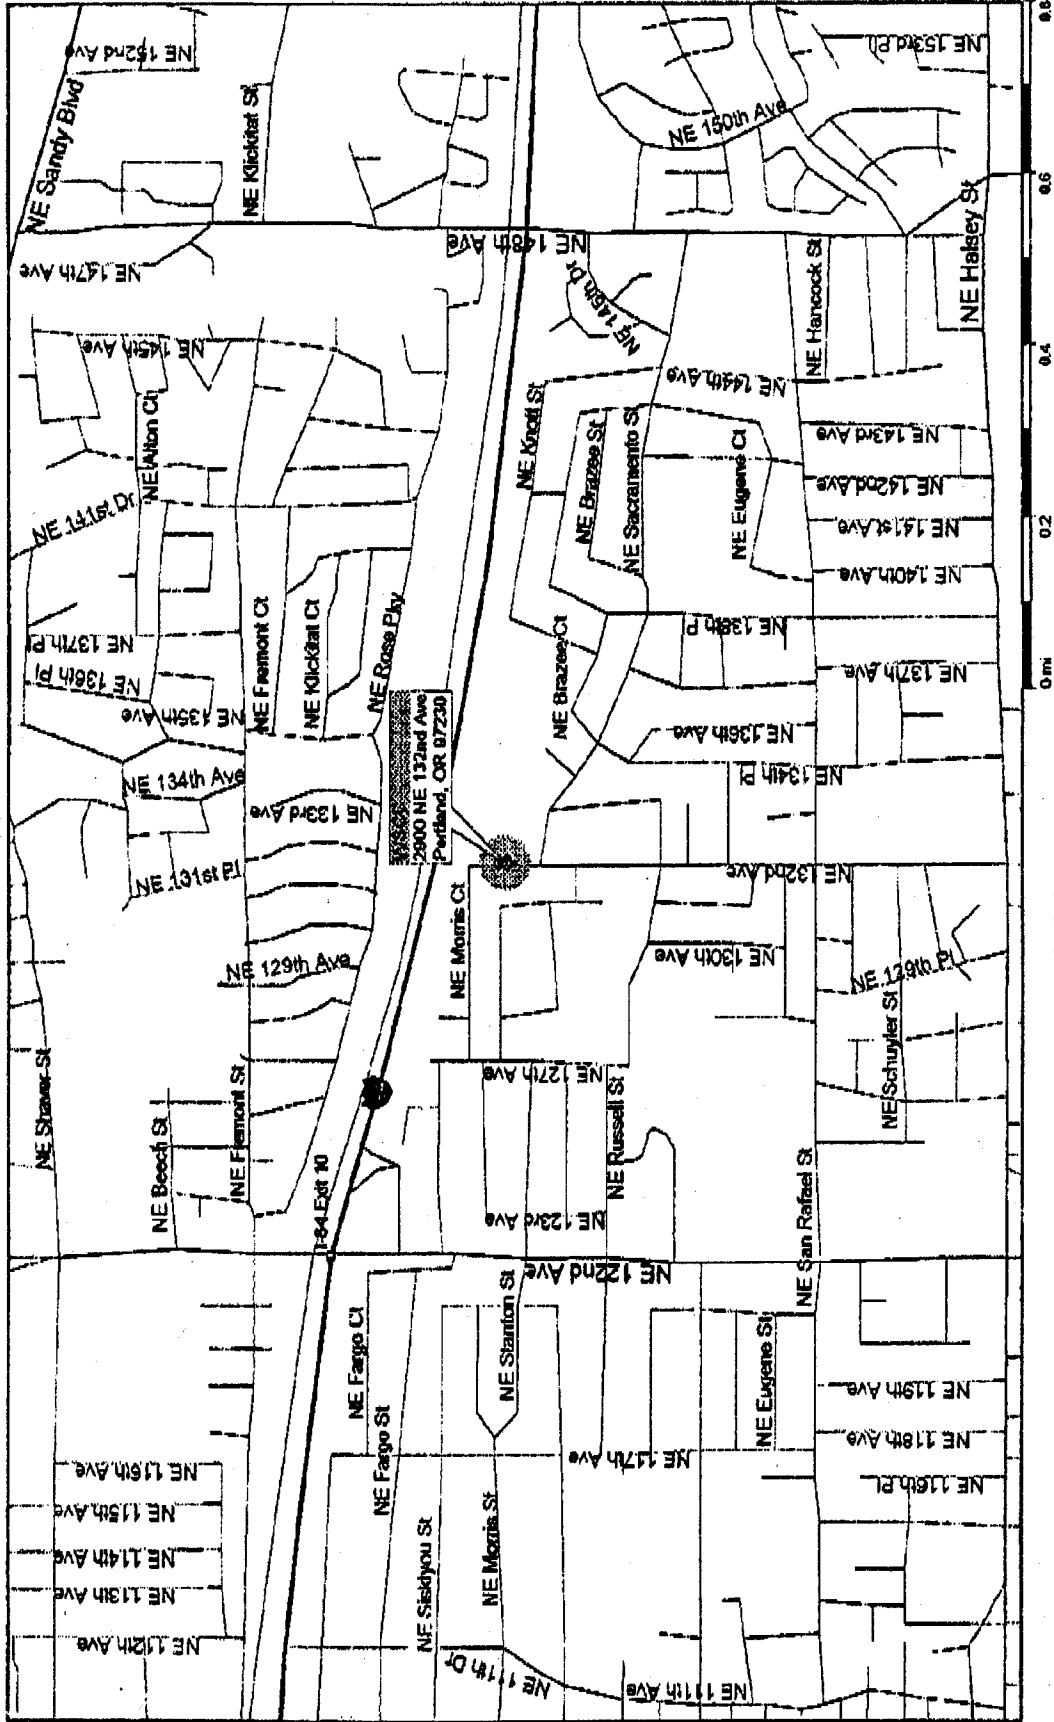 NE Sandy Blvd
NE 152nd Ave
NE Klickitat St
NE 150th Ave
NE 153rd Pl
NE 147th Ave
NE 148th Ave
NE 146th Dr
NE Hancock St
NE Halsey St
NE 145th Ave
NE Alton Ct
NE 141st Dr
NE Knott St
NE Brazee St
NE Sacramento St
NE 144th Ave
NE Eugene Ct
NE 143rd Ave
NE 142nd Ave
NE 141st Ave
NE 140th Ave
NE 137th Pl
NE 136th Pl
NE 135th Ave
NE Fremont Ct
NE Klickitat Ct
NE Rose Pky
NE Brazee Ct
NE 138th P
NE 137th Ave
NE 136th Ave
NE 134th Pl
NE 134th Ave
NE 133rd Ave
NE 131st Pl
2900 NE 132nd Ave
Portland, OR 97230
NE 132nd Ave
NE Morris Ct
NE 130th Ave
NE 129th Ave
NE 129th Pl
NE Schuyler St
NE Shaver St
NE Beech St
NE Fremont St
I-84 Exit 10
NE 127th Ave
NE Russell St
NE 123rd Ave
NE 122nd Ave
NE San Rafael St
NE Fargo Ct
NE Fargo St
NE Stanton St
NE Eugene St
NE 119th Ave
NE 118th Ave
NE 117th Ave
NE 116th Pl
NE 116th Ave
NE 115th Ave
NE 114th Ave
NE 113th Ave
NE 112th Ave
NE Siskiyou St
NE Morris St
NE 111th Dr
NE 111th Ave
0 mi
0.2
0.4
0.6
0.8